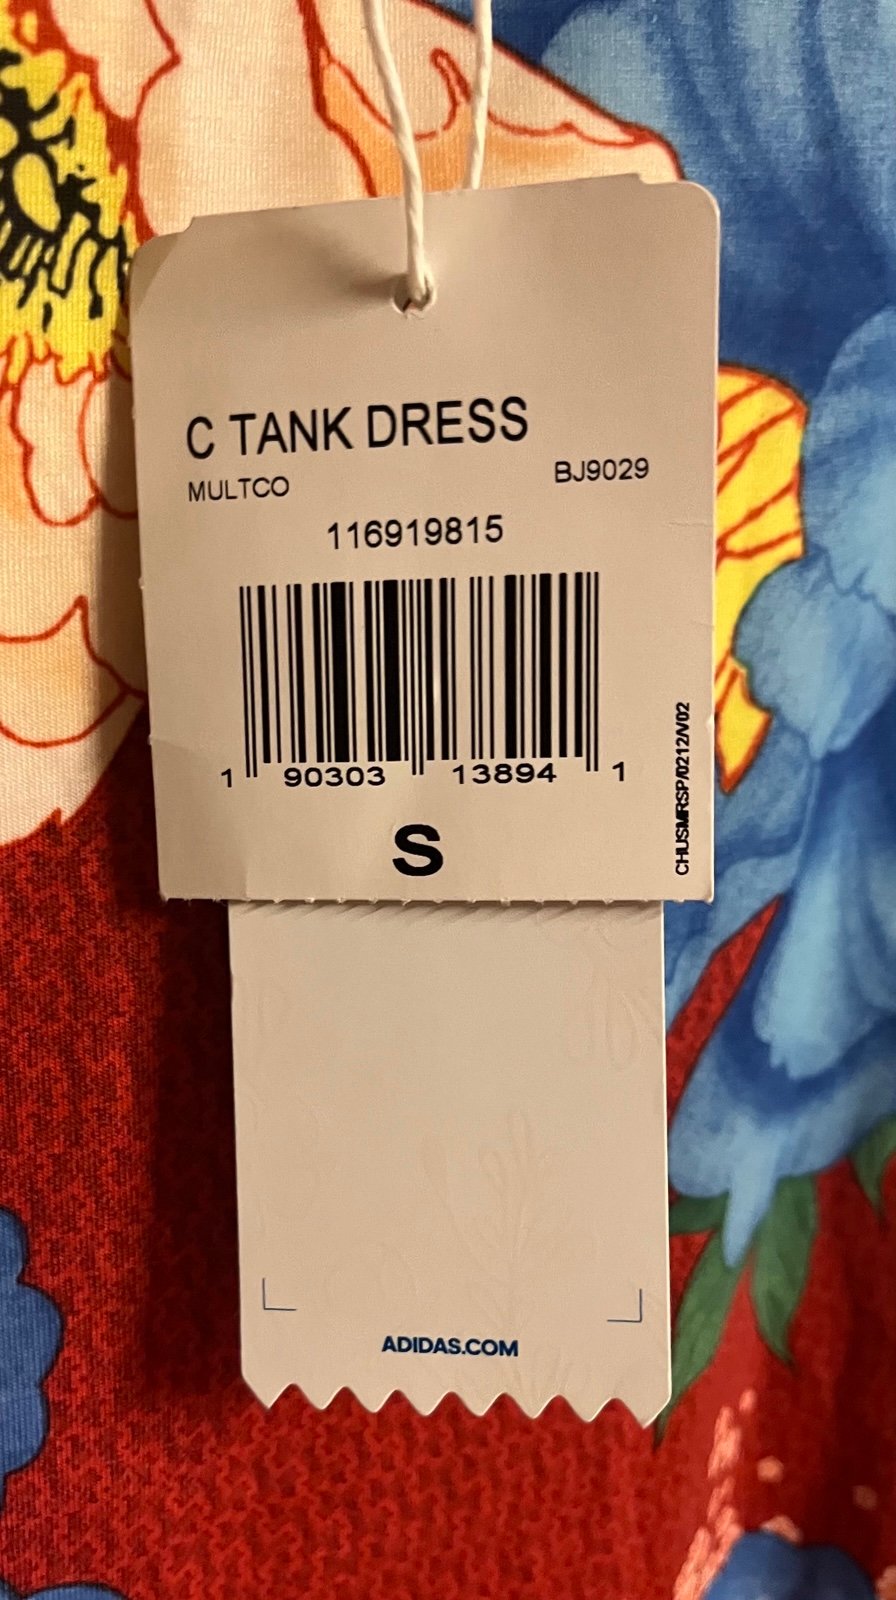 C TANK DRESS
MULTCO BJ9029
116919815
1 90303 13894 1
S
CHUSMRSP/0212/V02
ADIDAS.COM